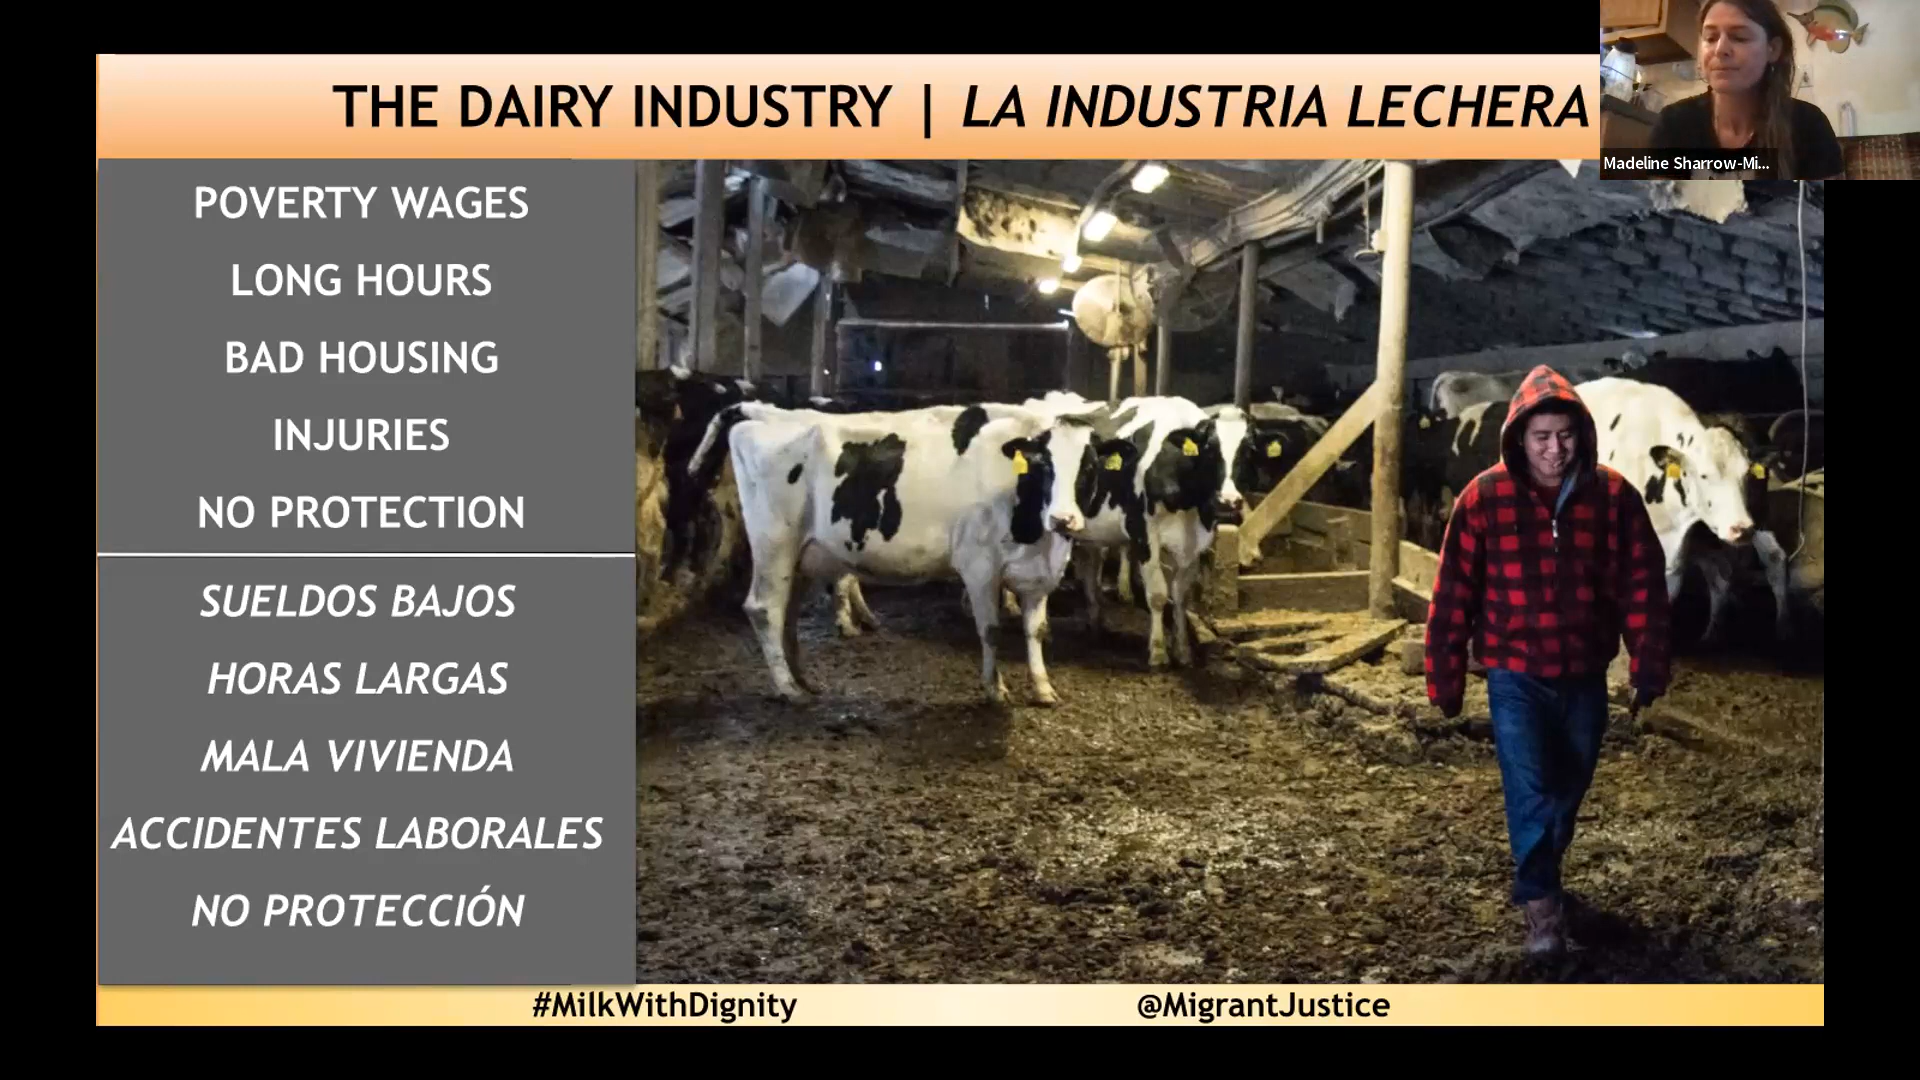 THE DAIRY INDUSTRY | LA INDUSTRIA LECHERA
Madeline Sharrow-Mi...
POVERTY WAGES
LONG HOURS
BAD HOUSING
INJURIES
NO PROTECTION
SUELDOS BAJOS
HORAS LARGAS
MALA VIVIENDA
ACCIDENTES LABORALES
NO PROTECCIÓN
#MilkWithDignity
@MigrantJustice